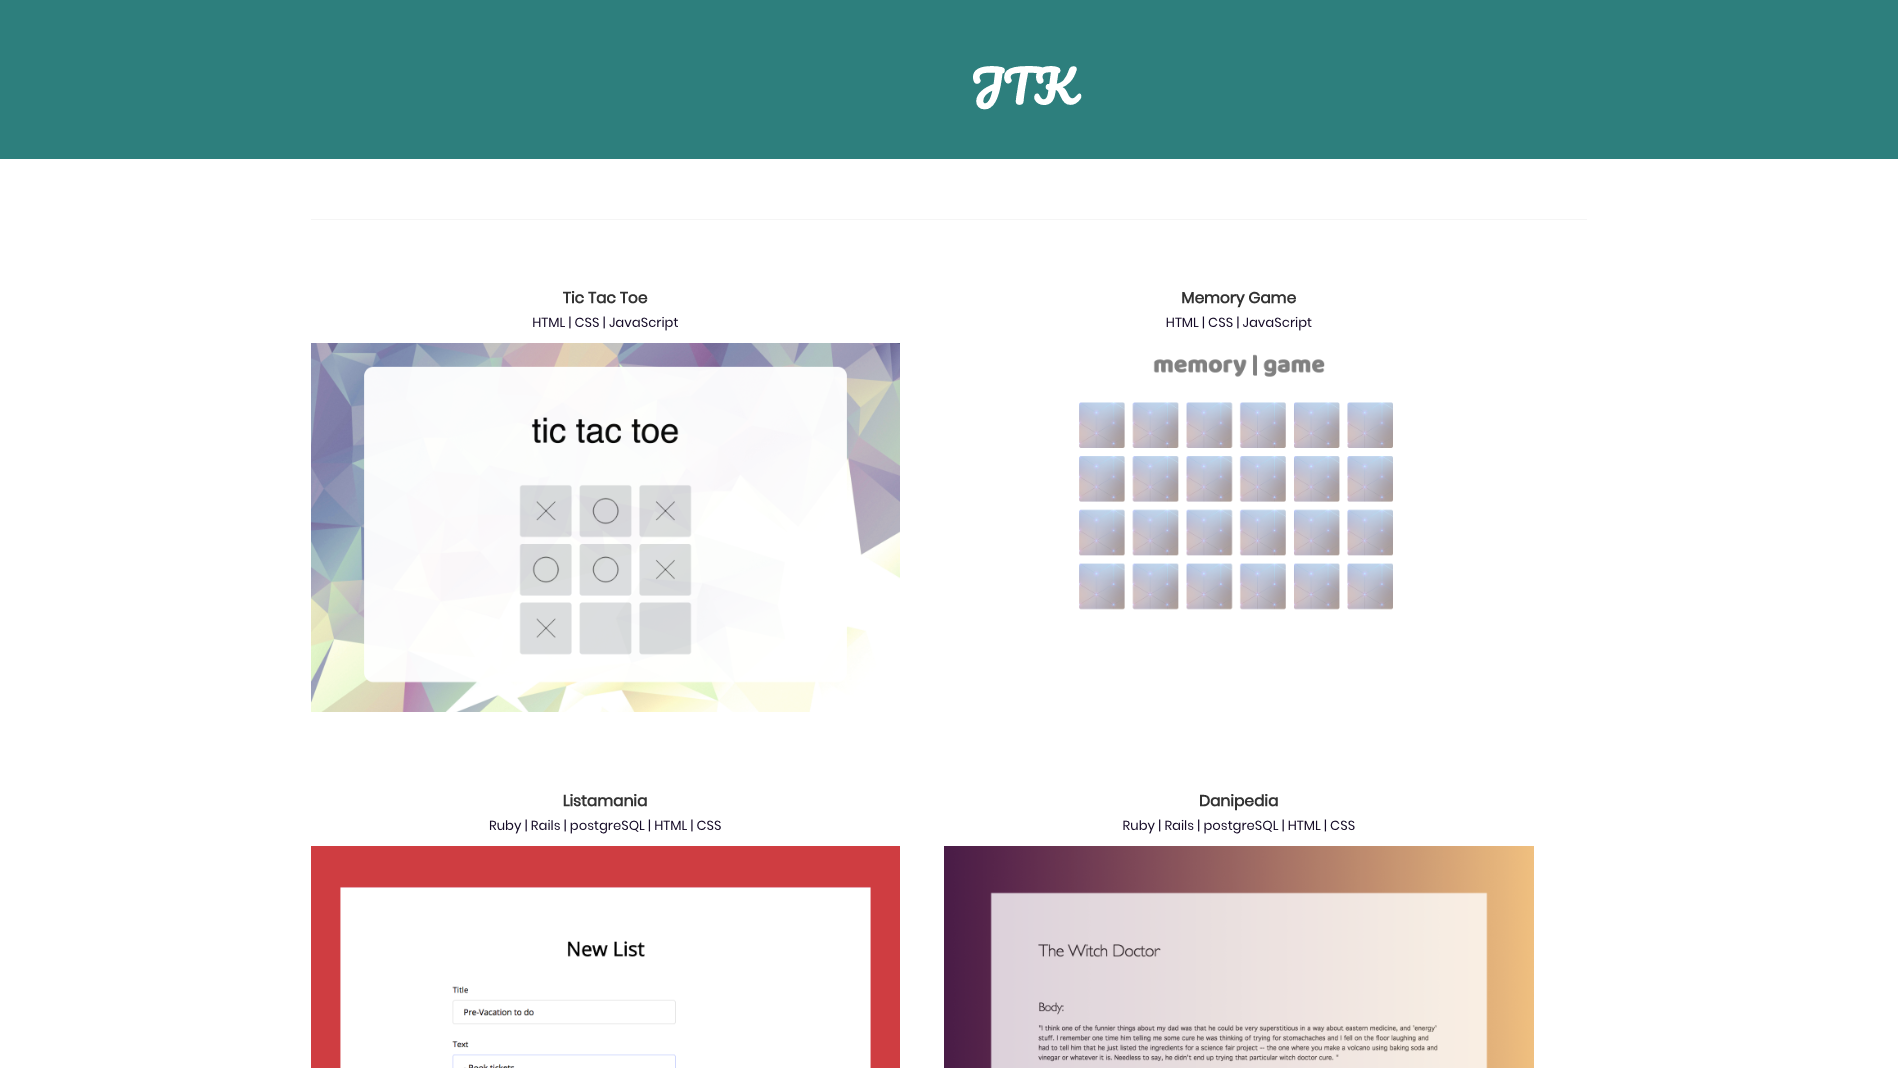 JTK
Tic Tac Toe
HTML | CSS | JavaScript
tic tac toe
Memory Game
HTML | CSS | JavaScript
memory | game
Listamania
Ruby | Rails | postgreSQL | HTML | CSS
New List
Title
Pre-Vacation to do
Text
- Book tickets
Danipedia
Ruby | Rails | postgreSQL | HTML | CSS
The Witch Doctor
Body:
"I think one of the funnier things about my dad was that he could be very superstitious in a way about eastern medicine, and 'energy'
stuff. I remember one time him telling me some cure he was thinking of trying for stomachaches and I fell on the floor laughing and
had to tell him that he just listed the ingredients for a science fair project -- the one where you make a volcano using baking soda and
vinegar or whatever it is. Needless to say, he didn't end up trying that particular witch doctor cure. "